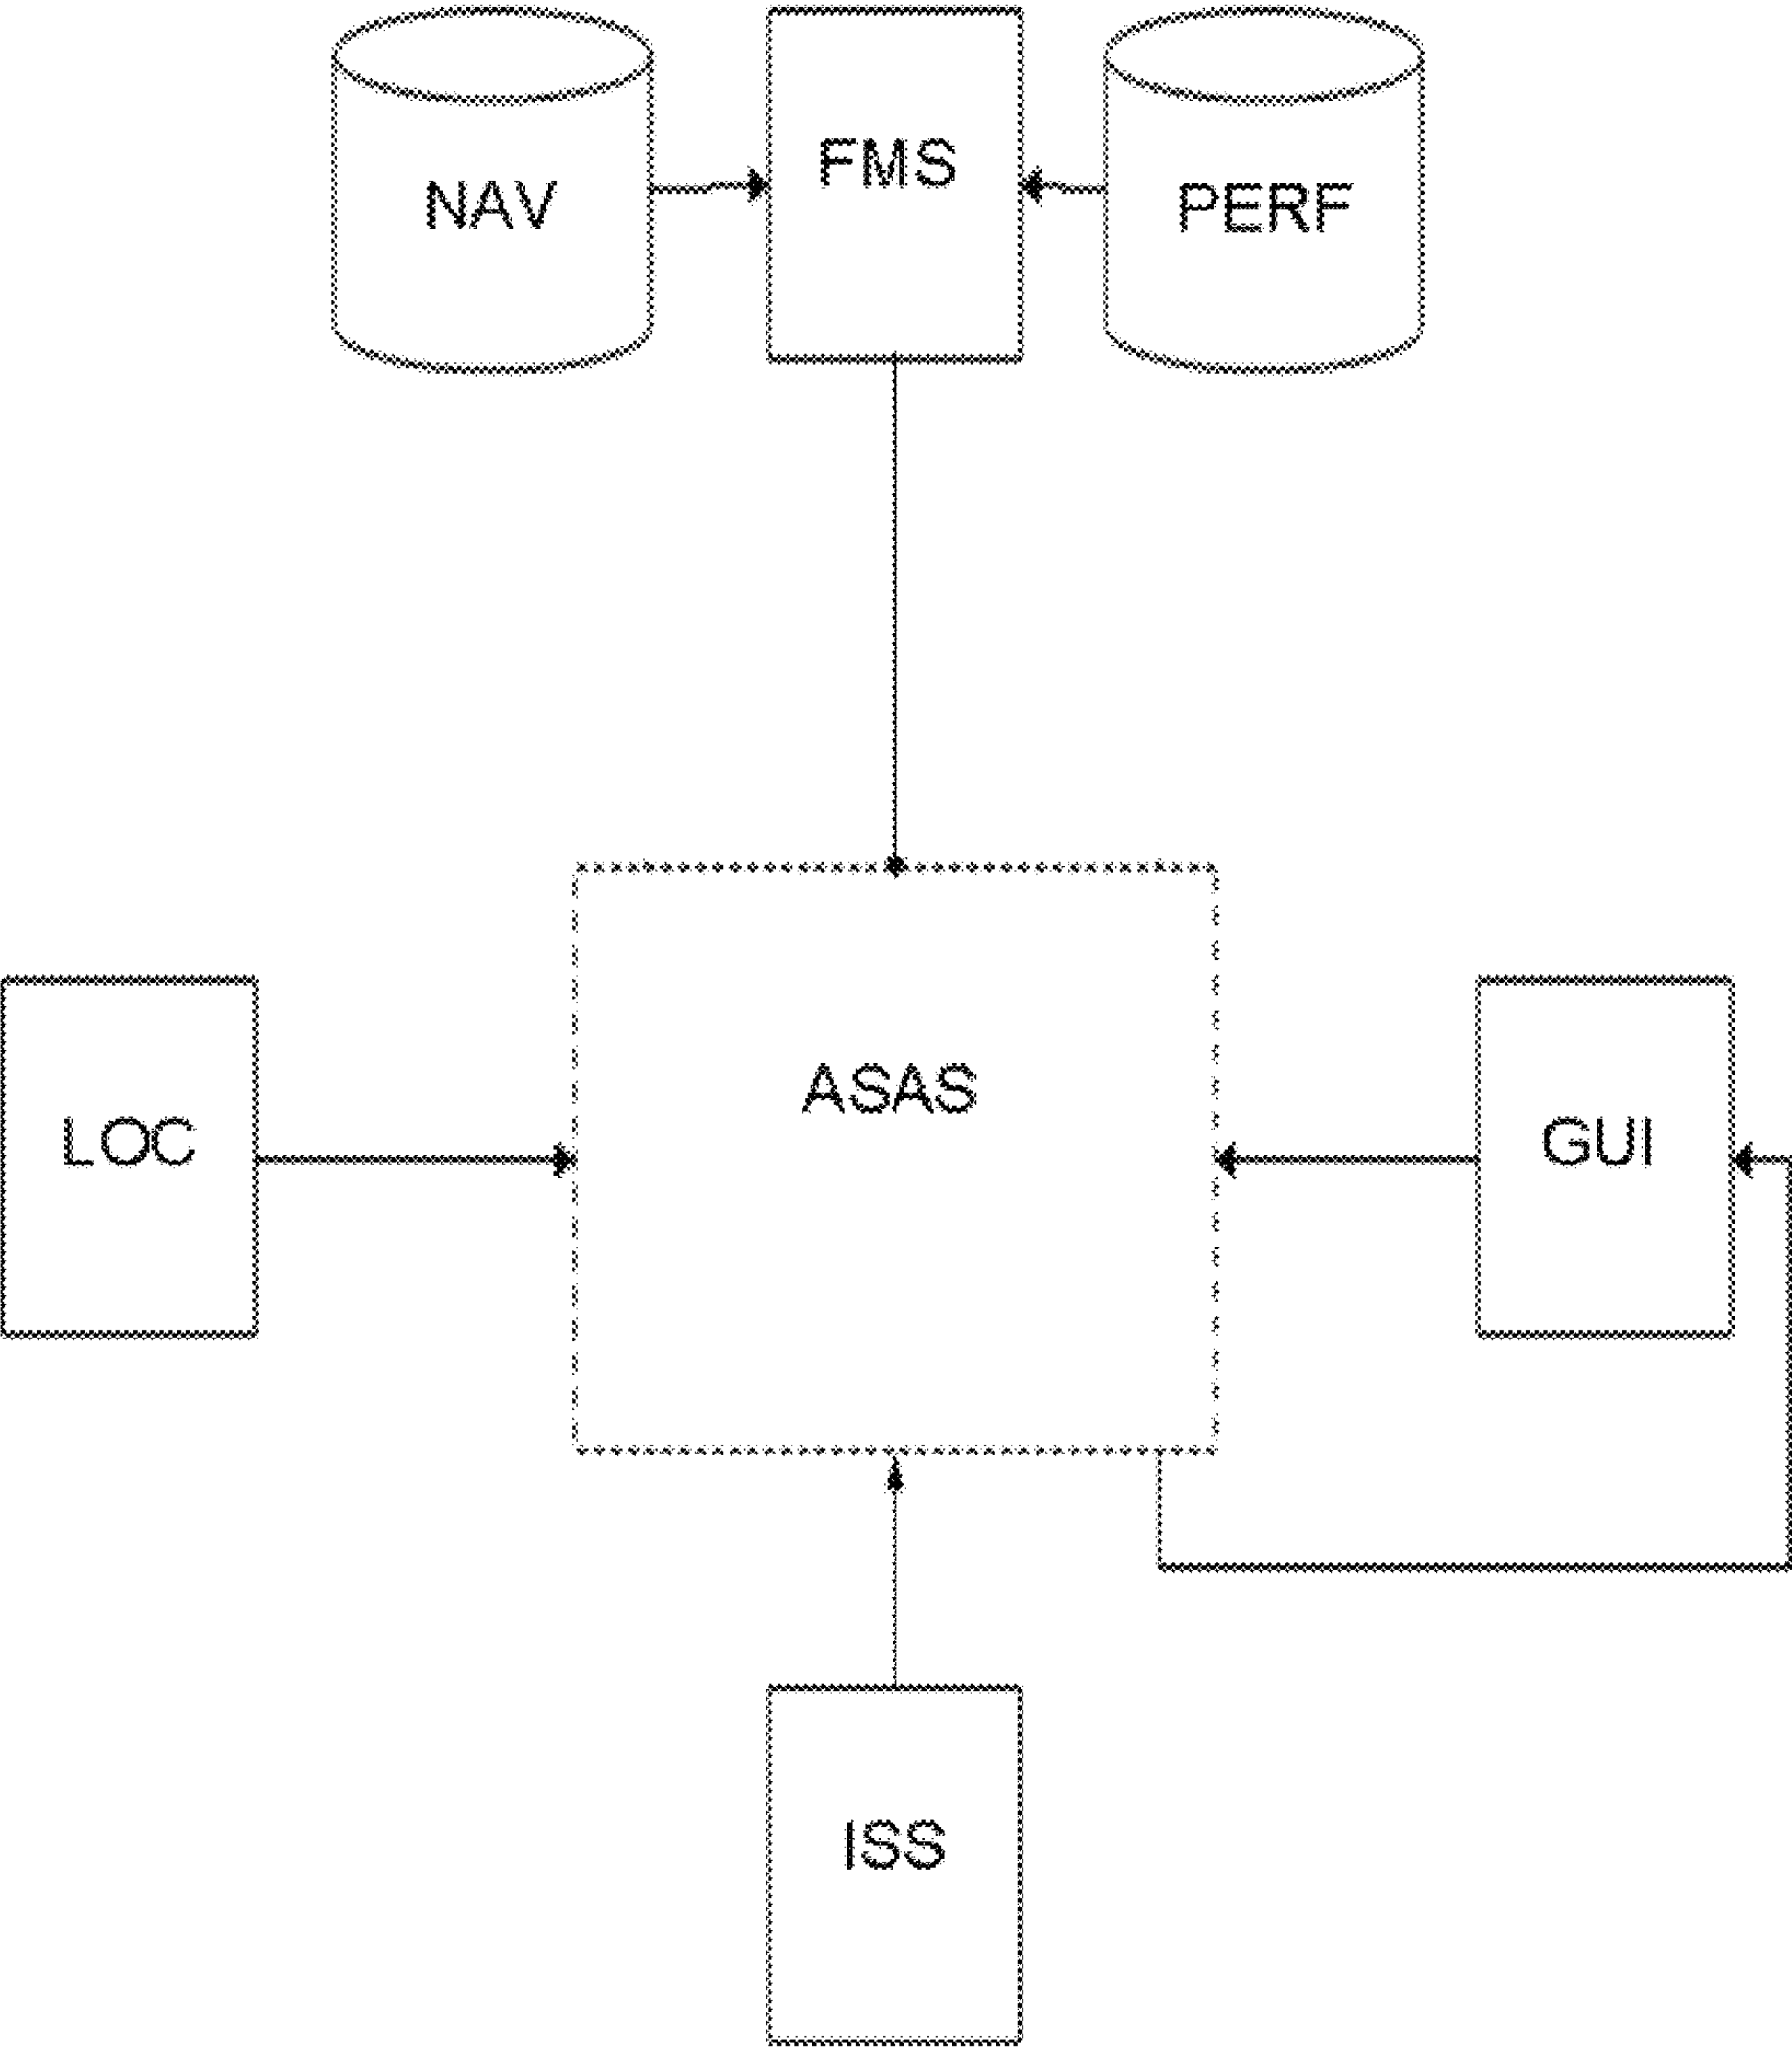 NAV
FMS
PERF
ASAS
LOC
GUI
ISS